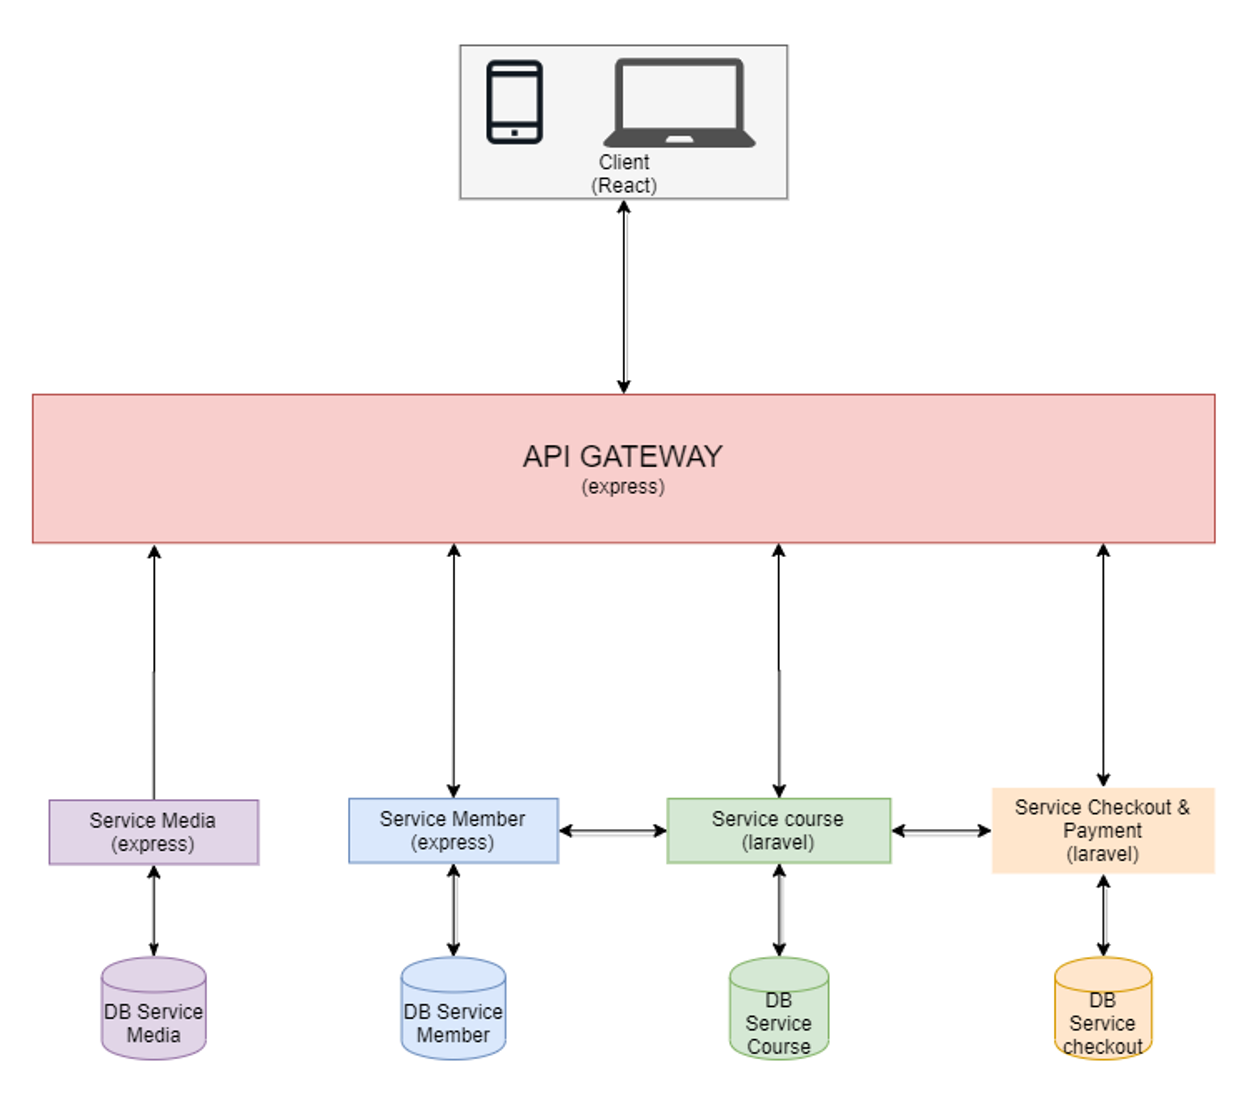 Client
(React)
API GATEWAY
(express)
Service Media
(express)
Service Member
(express)
Service course
(laravel)
Service Checkout &
Payment
(laravel)
DB Service
Media
DB Service
Member
DB
Service
Course
DB
Service
checkout